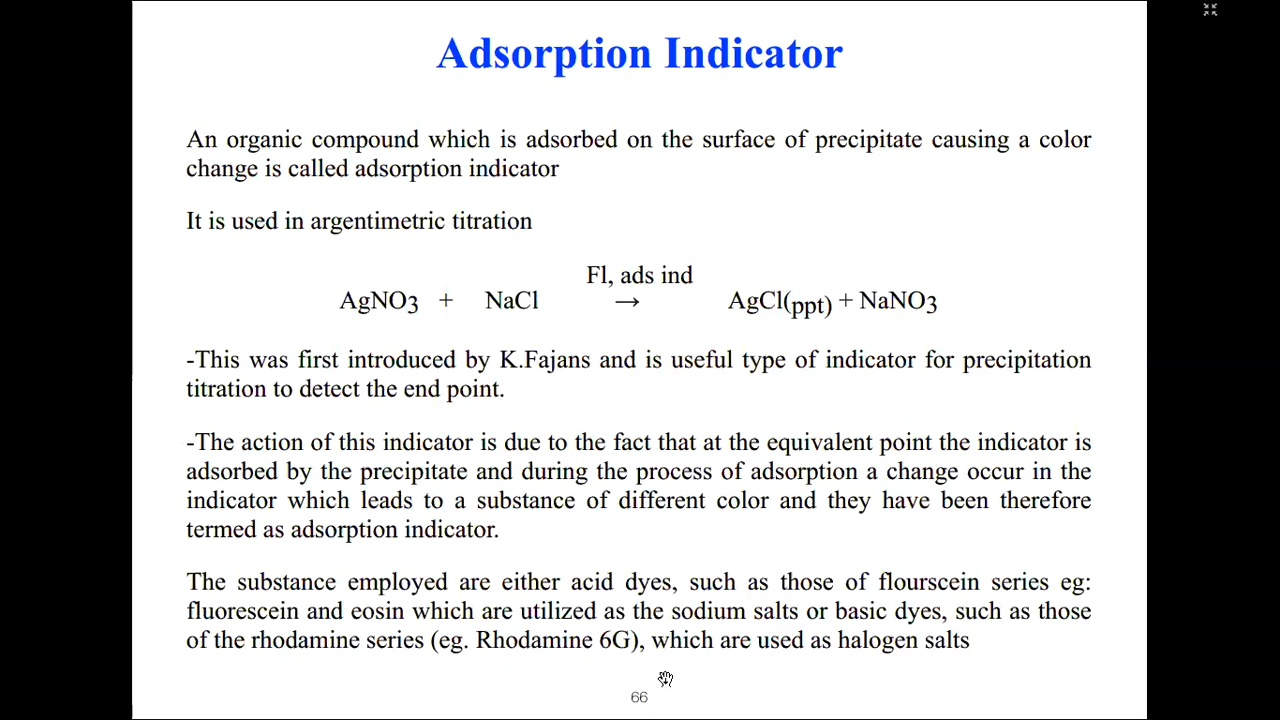 Adsorption Indicator
An organic compound which is adsorbed on the surface of precipitate causing a color
change is called adsorption indicator
It is used in argentimetric titration
Fl, ads ind
AgNO3 + NaCl → AgCl(ppt) + NaNO3
-This was first introduced by K.Fajans and is useful type of indicator for precipitation
titration to detect the end point.
-The action of this indicator is due to the fact that at the equivalent point the indicator is
adsorbed by the precipitate and during the process of adsorption a change occur in the
indicator which leads to a substance of different color and they have been therefore
termed as adsorption indicator.
The substance employed are either acid dyes, such as those of flourscein series eg:
fluorescein and eosin which are utilized as the sodium salts or basic dyes, such as those
of the rhodamine series (eg. Rhodamine 6G), which are used as halogen salts
66